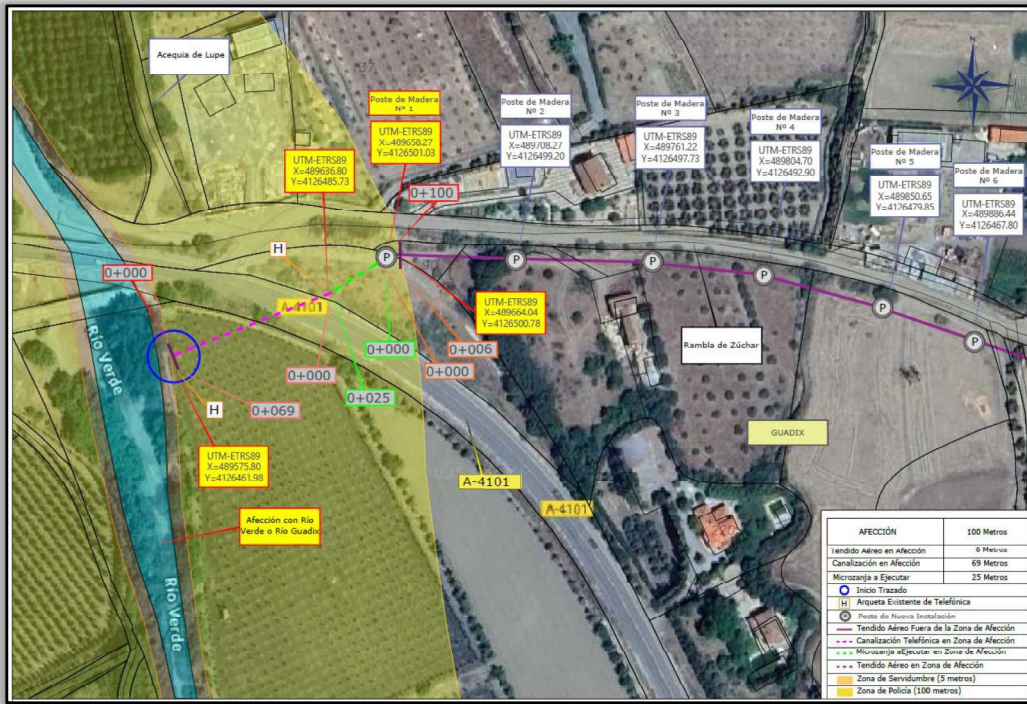 Acequia de Lupe
Poste de Madera
Nº 1
UTM-ETRS89
X=489658.27
Y=4126501.03
Poste de Madera
Nº 2
UTM-ETRS89
X=489708.27
Y=4126499.20
Poste de Madera
Nº 3
UTM-ETRS89
X=489761.22
Y=4126497.73
Poste de Madera
Nº 4
UTM-ETRS89
X=489804.70
Y=4126492.90
Poste de Madera
Nº 5
UTM-ETRS89
X=489850.65
Y=4126479.85
Poste de Madera
Nº 6
UTM-ETRS89
X=489886.44
Y=4126467.80
N
UTM-ETRS89
X=489636.80
Y=4126485.73
0+100
H
0+000
P
P
P
P
P
P
A-4101
UTM-ETRS89
X=489664.04
Y=4126500.78
Río Verde
0+000
0+006
0+000
0+000
0+025
Rambla de Zúchar
H
0+069
GUADIX
UTM-ETRS89
X=489575.80
Y=4126461.98
A-4101
A-4101
Afección con Río
Verde o Río Guadix
Río Verde
AFECCIÓN 100 Metros
Tendido Aéreo en Afección 6 Metros
Canalización en Afección 69 Metros
Microzanja a Ejecutar 25 Metros
Inicio Trazado
H Arqueta Existente de Telefónica
P Poste de Nueva Instalación
Tendido Aéreo Fuera de la Zona de Afección
Canalización Telefónica en Zona de Afección
Microzanja aEjecutar en Zona de Afección
Tendido Aéreo en Zona de Afección
Zona de Servidumbre (5 metros)
Zona de Policía (100 metros)